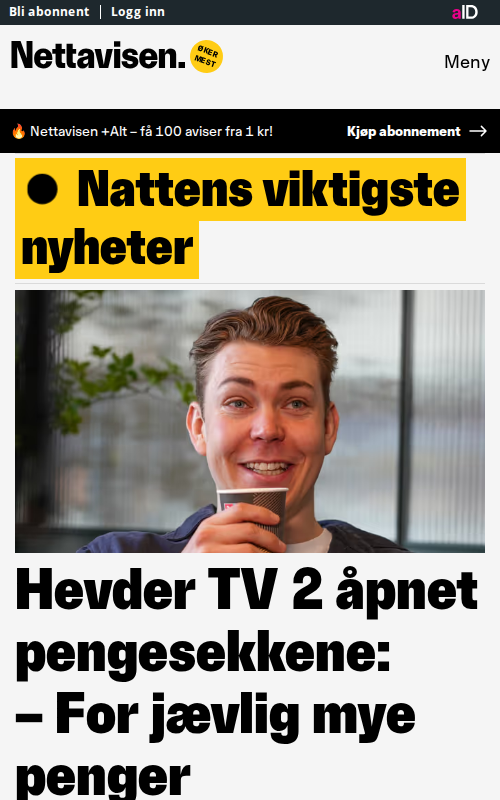 Bli abonnent
Logg inn
aID
Nettavisen.
ØKER
MEST
Meny
🔥 Nettavisen +Alt – få 100 aviser fra 1 kr!
Kjøp abonnement →
Nattens viktigste
nyheter
Hevder TV 2 åpnet
pengesekkene:
– For jævlig mye
penger